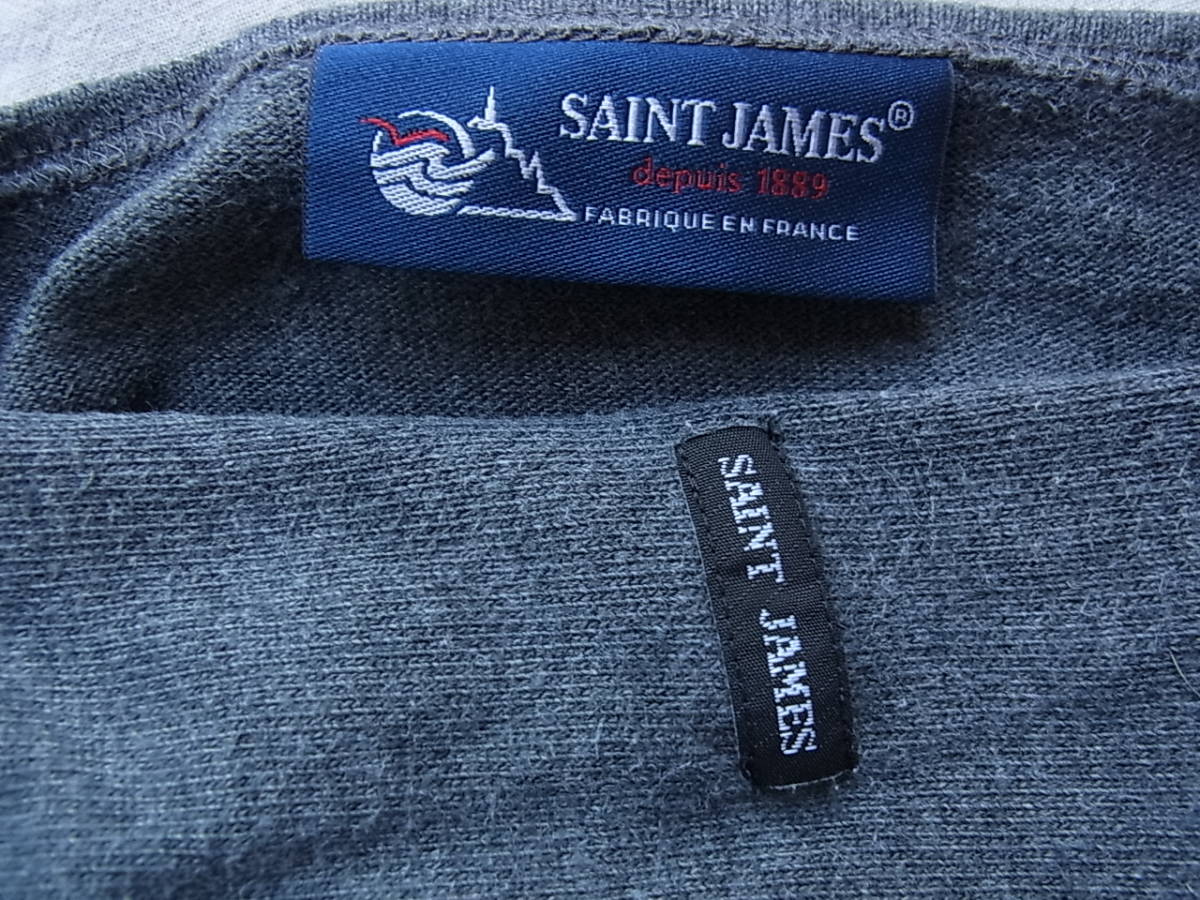 SAINT JAMES®
depuis 1889
FABRIQUE EN FRANCE
SAINT JAMES